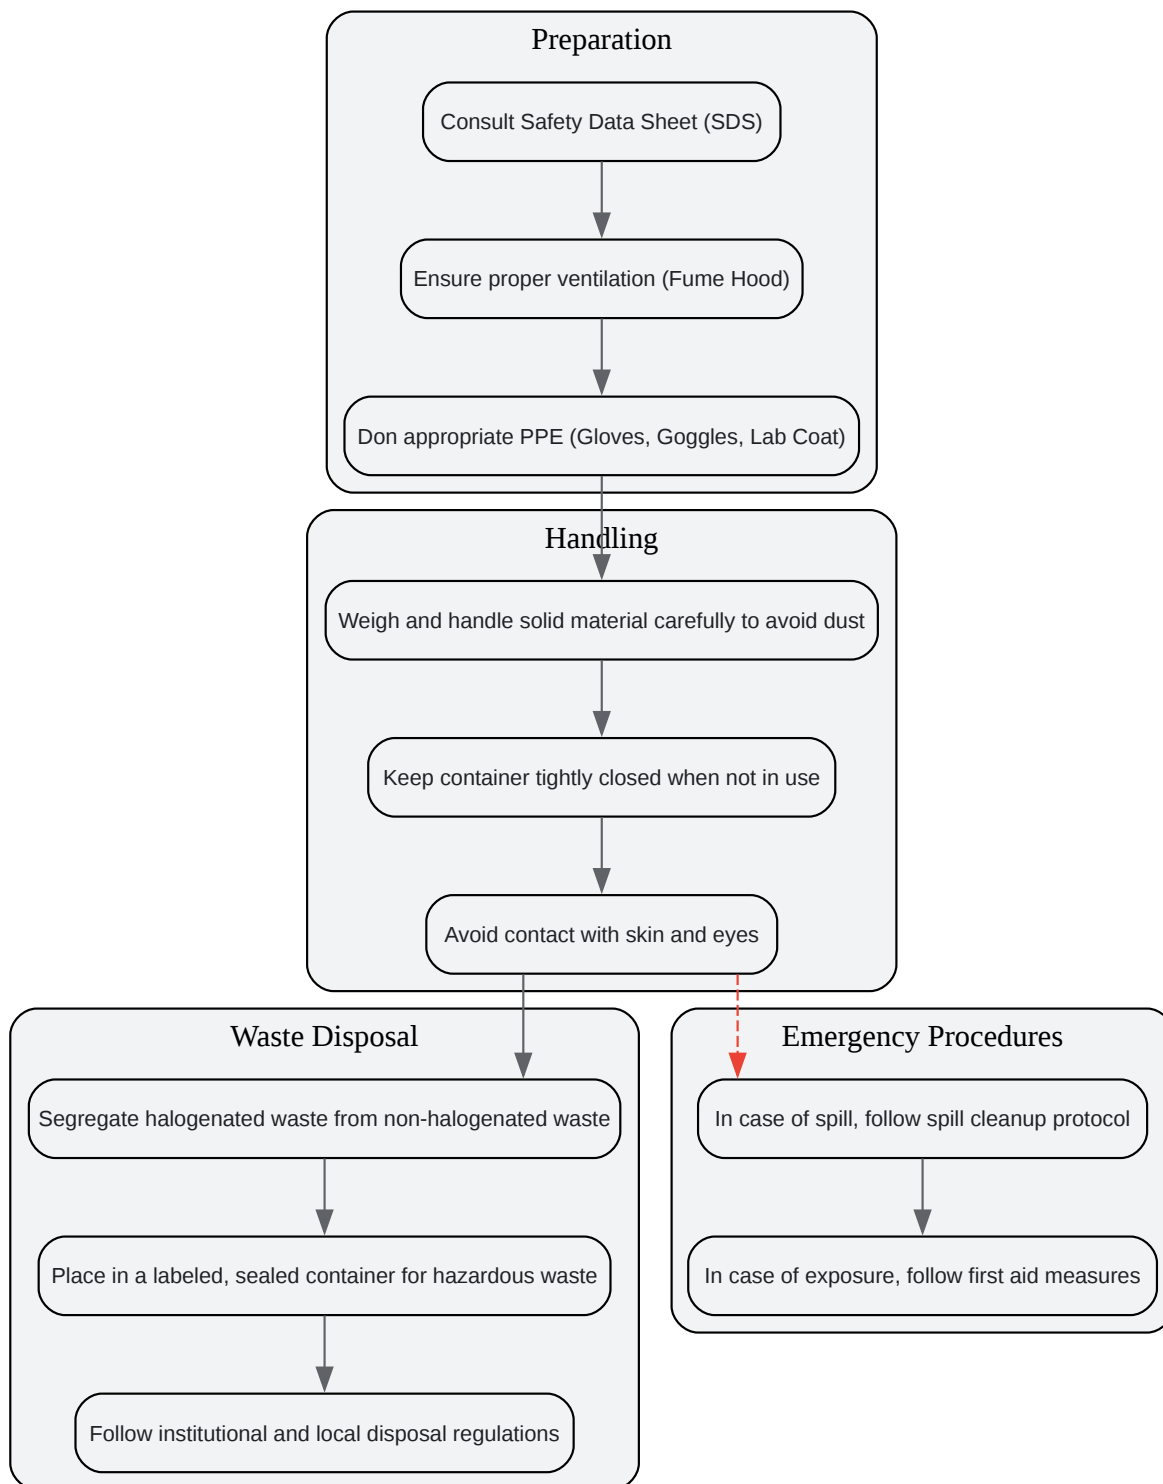 Preparation
Consult Safety Data Sheet (SDS)
Ensure proper ventilation (Fume Hood)
Don appropriate PPE (Gloves, Goggles, Lab Coat)
Handling
Weigh and handle solid material carefully to avoid dust
Keep container tightly closed when not in use
Avoid contact with skin and eyes
Waste Disposal
Segregate halogenated waste from non-halogenated waste
Place in a labeled, sealed container for hazardous waste
Follow institutional and local disposal regulations
Emergency Procedures
In case of spill, follow spill cleanup protocol
In case of exposure, follow first aid measures